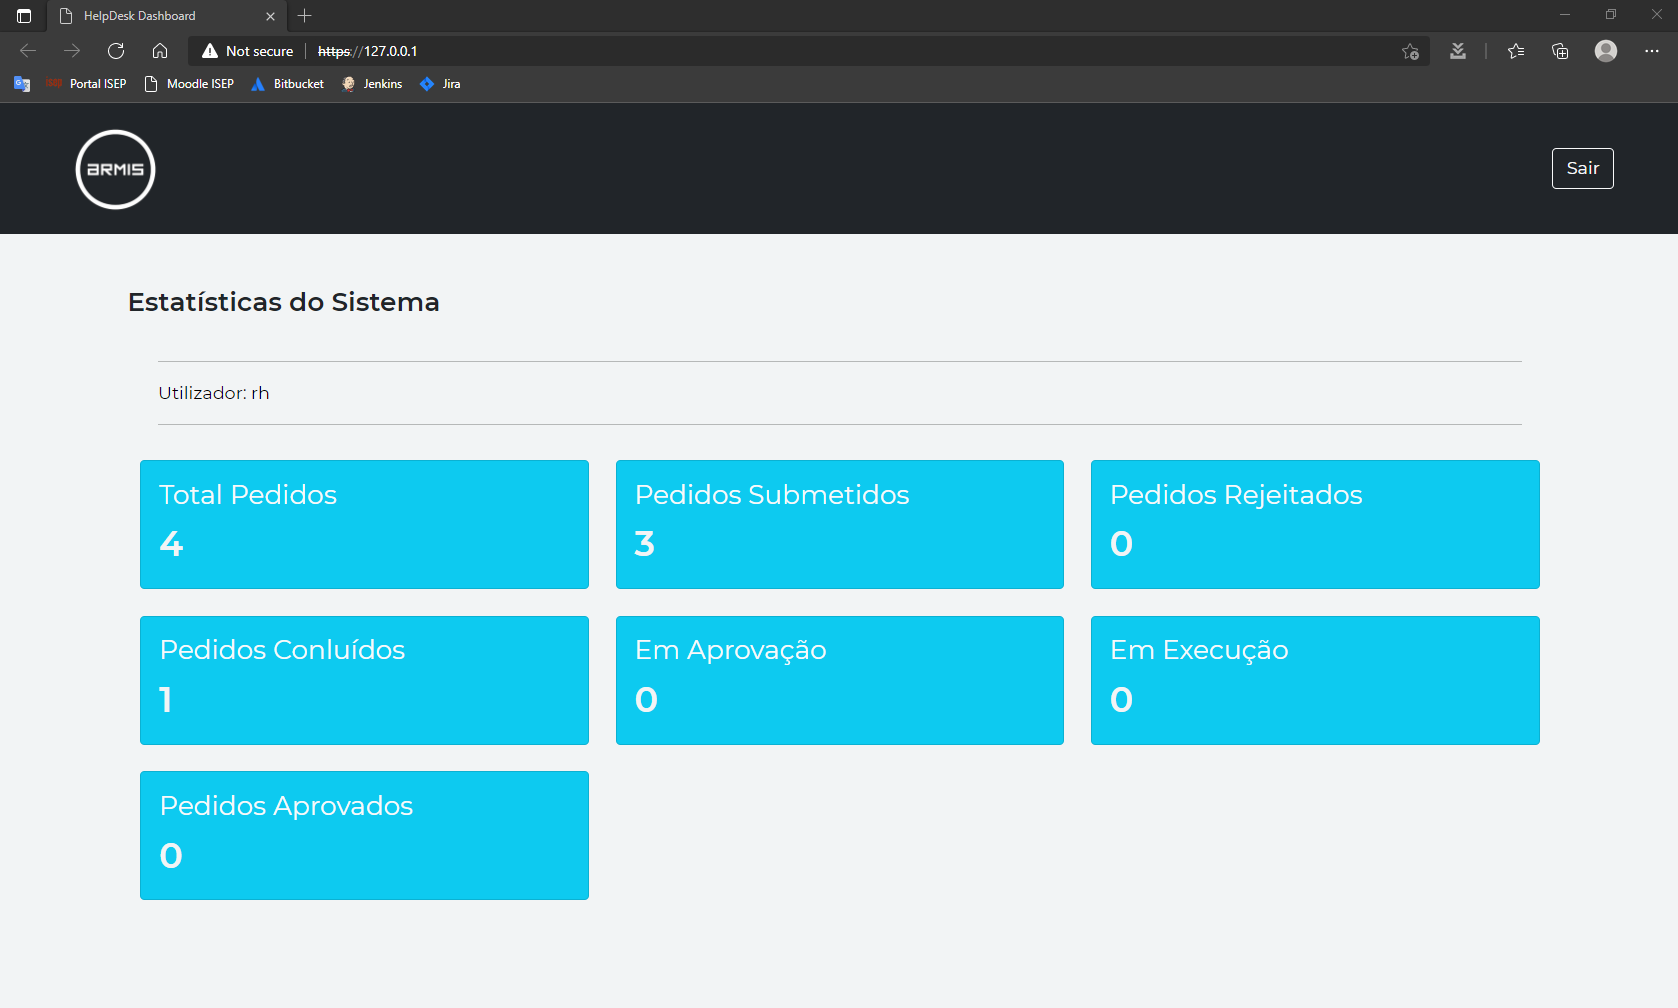 HelpDesk Dashboard
Not secure
https://127.0.0.1
Portal ISEP
Moodle ISEP
Bitbucket
Jenkins
Jira
ARMIS
Sair
Estatísticas do Sistema
Utilizador: rh
Total Pedidos
4
Pedidos Submetidos
3
Pedidos Rejeitados
0
Pedidos Conluídos
1
Em Aprovação
0
Em Execução
0
Pedidos Aprovados
0